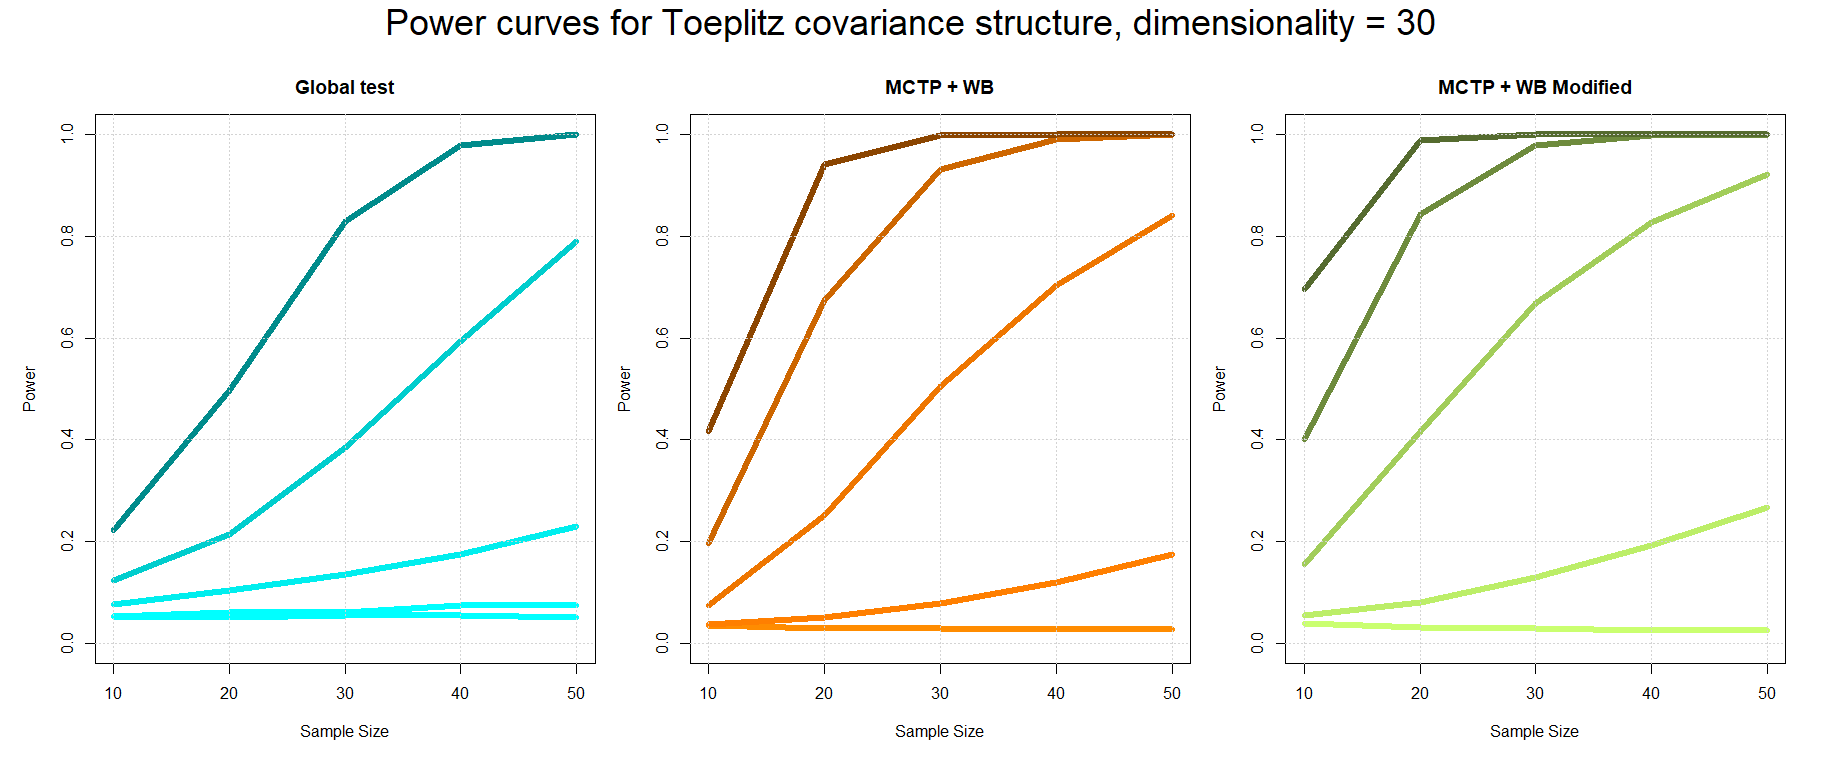 Power curves for Toeplitz covariance structure, dimensionality = 30
Global test
1.0
0.8
0.6
0.4
0.2
0.0
Power
10 20 30 40 50
Sample Size
MCTP + WB
1.0
0.8
0.6
0.4
0.2
0.0
Power
10 20 30 40 50
Sample Size
MCTP + WB Modified
1.0
0.8
0.6
0.4
0.2
0.0
Power
10 20 30 40 50
Sample Size